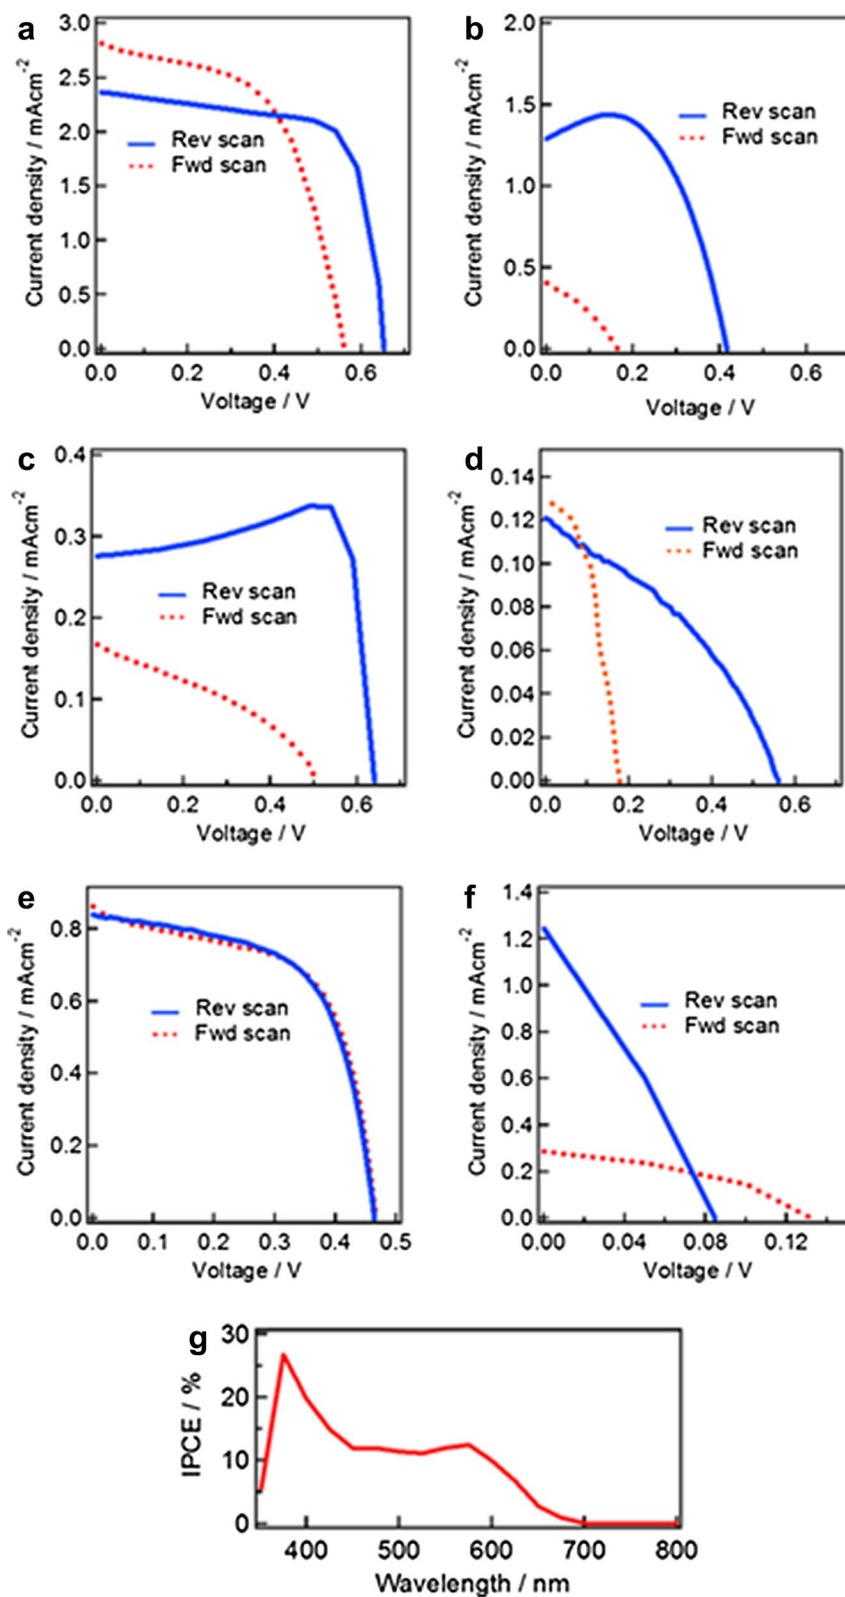 a
3.0
2.5
2.0
1.5
1.0
0.5
0.0
Current density / mAcm-2
Rev scan
Fwd scan
0.0 0.2 0.4 0.6
Voltage / V
b
2.0
1.5
1.0
0.5
0.0
Current density / mAcm-2
Rev scan
Fwd scan
0.0 0.2 0.4 0.6
Voltage / V
c
0.4
0.3
0.2
0.1
0.0
Current density / mAcm-2
Rev scan
Fwd scan
0.0 0.2 0.4 0.6
Voltage / V
d
0.14
0.12
0.10
0.08
0.06
0.04
0.02
0.00
Current density / mAcm-2
Rev scan
Fwd scan
0.0 0.2 0.4 0.6
Voltage / V
e
0.8
0.6
0.4
0.2
0.0
Current density / mAcm-2
Rev scan
Fwd scan
0.0 0.1 0.2 0.3 0.4 0.5
Voltage / V
f
1.4
1.2
1.0
0.8
0.6
0.4
0.2
0.0
Current density / mAcm-2
Rev scan
Fwd scan
0.00 0.04 0.08 0.12
Voltage / V
g
30
20
10
0
IPCE / %
400 500 600 700 800
Wavelength / nm